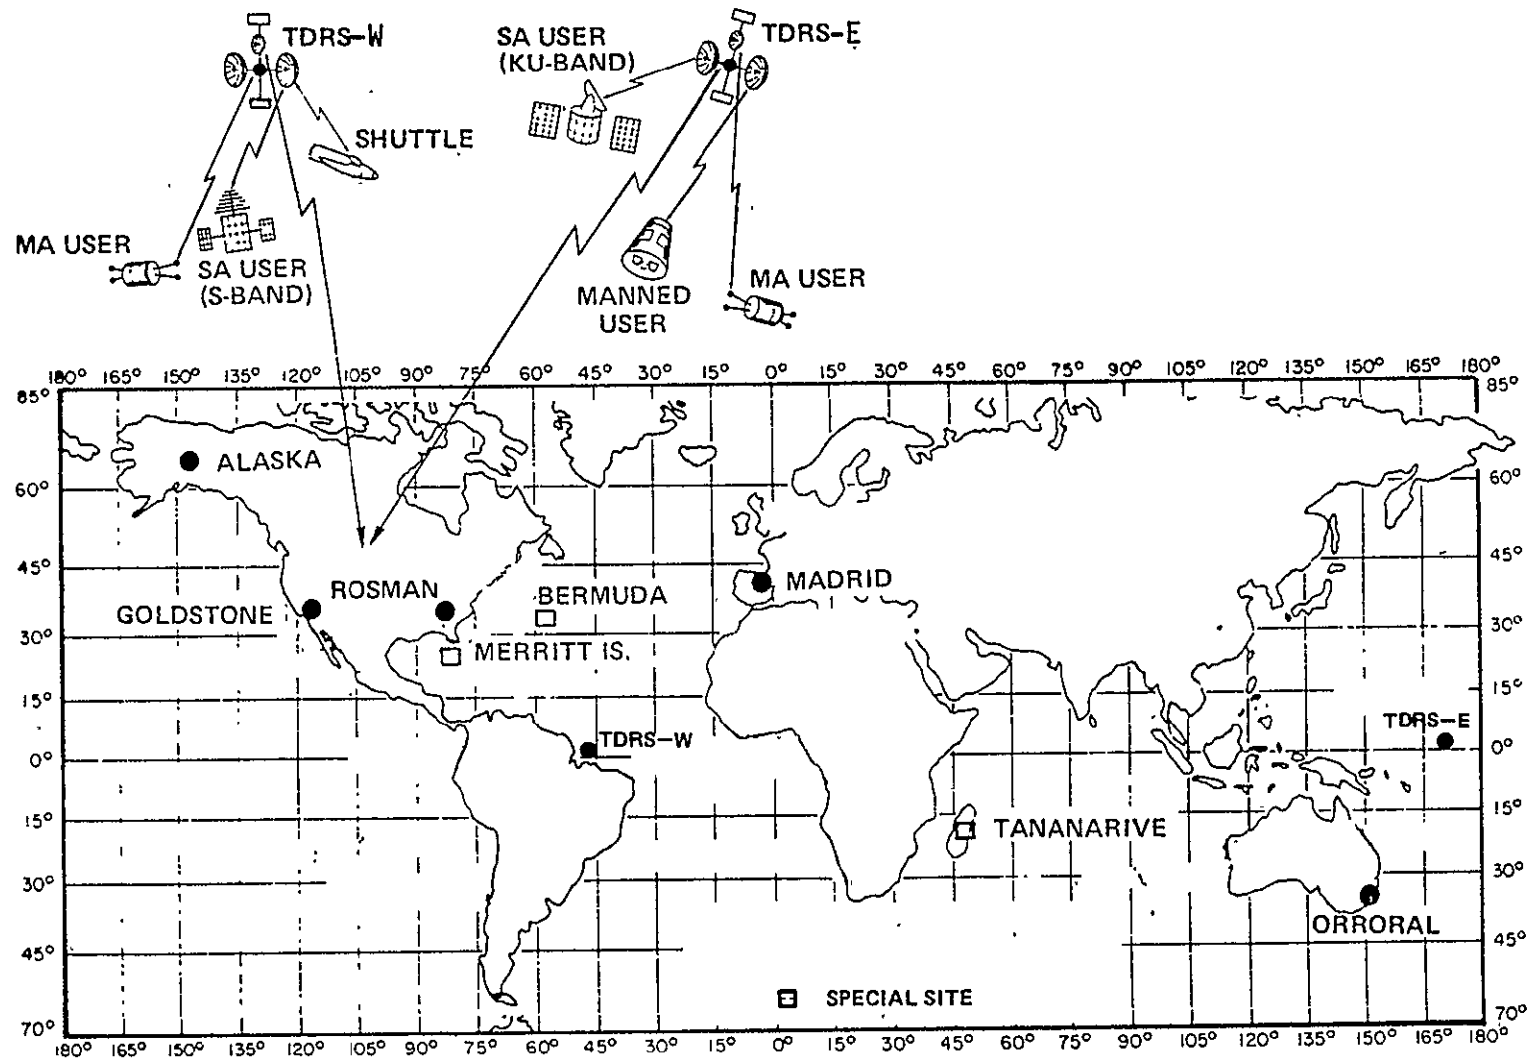 TDRS-W
SA USER
(KU-BAND)
TDRS-E
SHUTTLE
MA USER
SA USER
(S-BAND)
MANNED
USER
MA USER
180° 165° 150° 135° 120° 105° 90° 75° 60° 45° 30° 15° 0° 15° 30° 45° 60° 75° 90° 105° 120° 135° 150° 165° 180°
85° 85°
ALASKA
60° 60°
45° 45°
ROSMAN
MADRID
GOLDSTONE
BERMUDA
30° 30°
MERRITT IS.
15° 15°
TDRS-W
TDRS-E
0° 0°
15° 15°
TANANARIVE
30° 30°
ORRORAL
45° 45°
SPECIAL SITE
70° 70°
180° 165° 150° 135° 120° 105° 90° 75° 60° 45° 30° 15° 0° 15° 30° 45° 60° 75° 90° 105° 120° 135° 150° 165° 180°